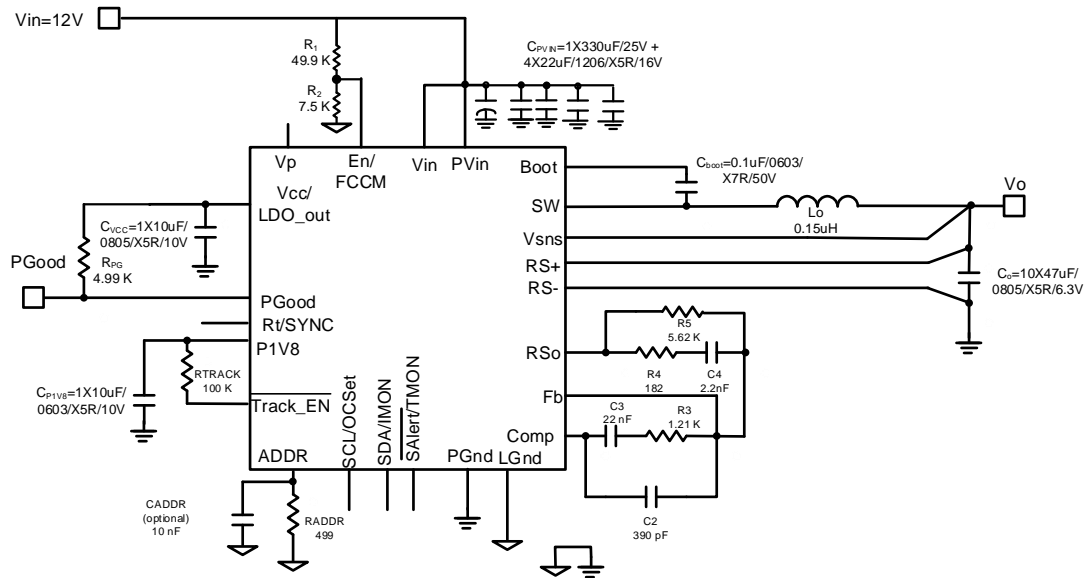 Vin=12V
R1
49.9 K
R2
7.5 K
CPVIN=1X330uF/25V +
4X22uF/1206/X5R/16V
Vp
En/
FCCM
Vin
PVin
Boot
Cboot=0.1uF/0603/
X7R/50V
Vcc/
LDO_out
SW
Lo
0.15uH
Vo
CVCC=1X10uF/
0805/X5R/10V
Vsns
PGood
RPG
4.99 K
RS+
RS-
Co=10X47uF/
0805/X5R/6.3V
PGood
Rt/SYNC
P1V8
R5
5.62 K
RSo
R4
182
C4
2.2nF
CP1V8=1X10uF/
0603/X5R/10V
RTRACK
100 K
Track_EN
Fb
C3
22 nF
R3
1.21 K
Comp
ADDR
SCL/OCSet
SDA/IMON
SAlert/TMON
PGnd
LGnd
C2
390 pF
CADDR
(optional)
10 nF
RADDR
499